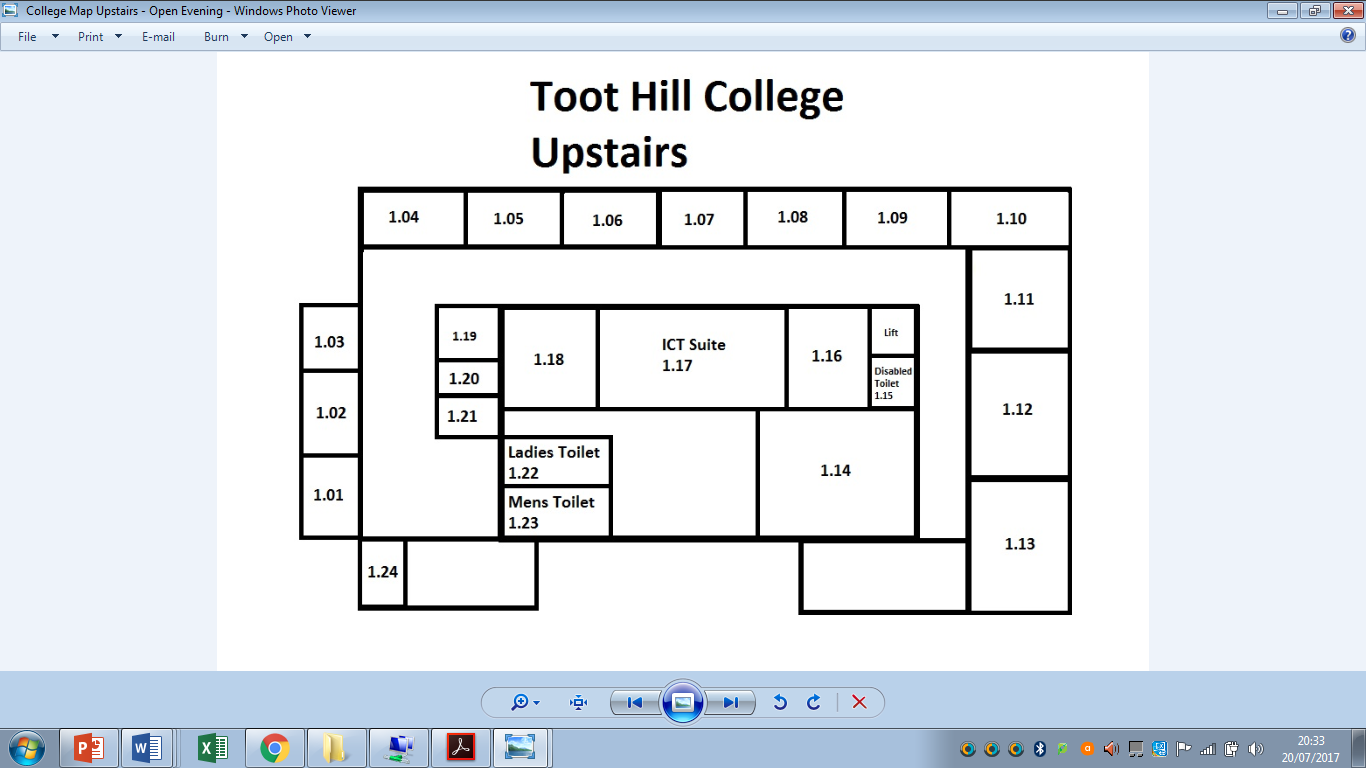 College Map Upstairs - Open Evening - Windows Photo Viewer
File Print E-mail Burn Open
Toot Hill College
Upstairs
1.04 1.05 1.06 1.07 1.08 1.09 1.10
1.11
1.03
1.19
1.18
ICT Suite
1.17
1.16
Lift
1.20
Disabled
Toilet
1.15
1.02
1.21
1.12
Ladies Toilet
1.22
1.14
1.01
Mens Toilet
1.23
1.13
1.24
20:33
20/07/2017